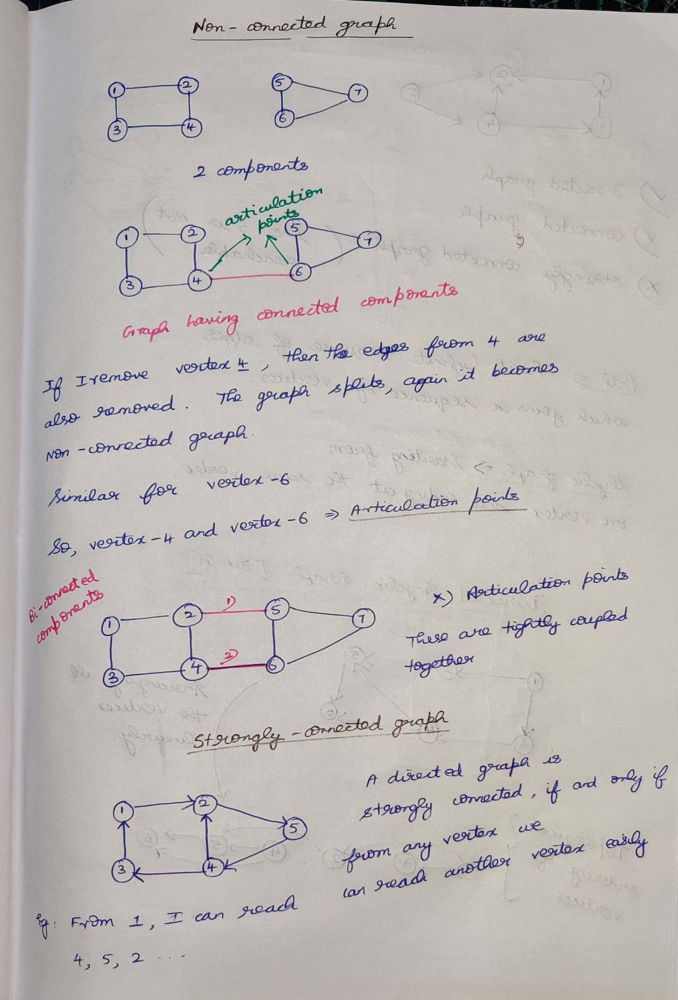 Non-connected graph
1 2 5 7
3 4 6
2 components
articulation
points
1 2 5 7
3 4 6
Graph having connected components
If I remove vertex 4, then the edges from 4 are
also removed. The graph splits, again it becomes
Non-connected graph.
Similar for vertex-6
So, vertex-4 and vertex-6 ⇒ Articulation points
Bi-connected
components
1 2 1) 5 7
3 4 2) 6
x) Articulation points
These are tightly coupled
together
Strongly-connected graph
1 2 5
3 4
A directed graph is
strongly connected, if and only if
from any vertex we
can reach another vertex easily
Eg: From 1, I can reach
4, 5, 2 ...